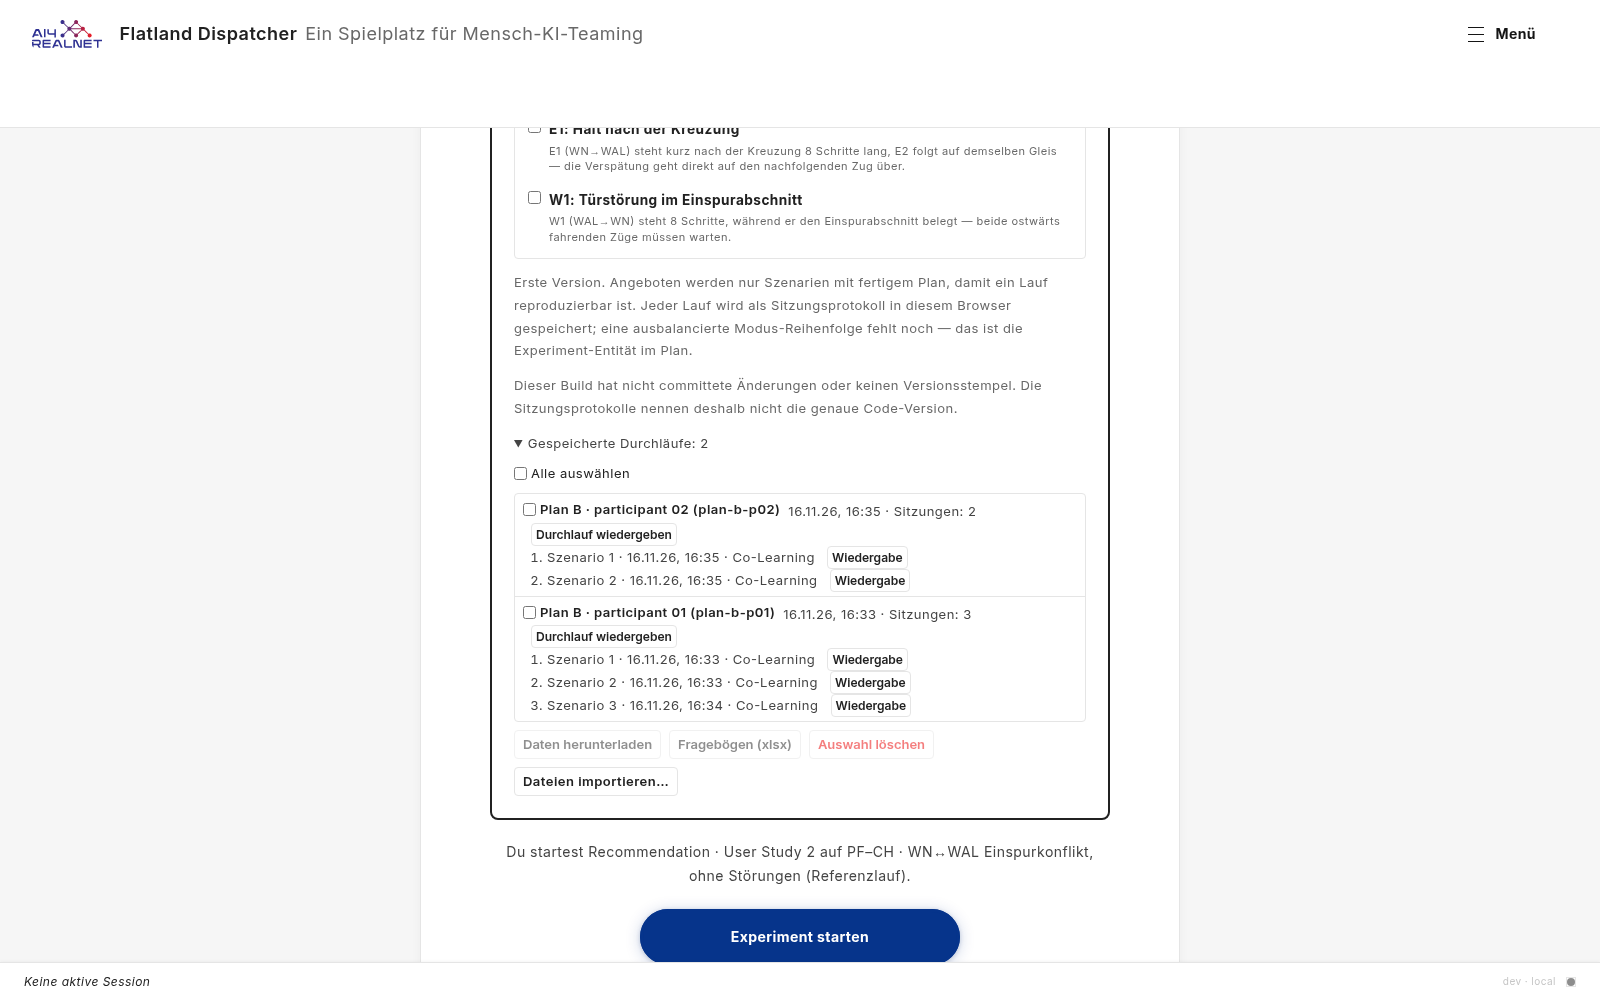 AI4
REALNET
Flatland Dispatcher Ein Spielplatz für Mensch-KI-Teaming
Menü
E1: Halt nach der Kreuzung
E1 (WN→WAL) steht kurz nach der Kreuzung 8 Schritte lang, E2 folgt auf demselben Gleis
— die Verspätung geht direkt auf den nachfolgenden Zug über.
W1: Türstörung im Einspurabschnitt
W1 (WAL→WN) steht 8 Schritte, während er den Einspurabschnitt belegt — beide ostwärts
fahrenden Züge müssen warten.
Erste Version. Angeboten werden nur Szenarien mit fertigem Plan, damit ein Lauf
reproduzierbar ist. Jeder Lauf wird als Sitzungsprotokoll in diesem Browser
gespeichert; eine ausbalancierte Modus-Reihenfolge fehlt noch — das ist die
Experiment-Entität im Plan.
Dieser Build hat nicht committete Änderungen oder keinen Versionsstempel. Die
Sitzungsprotokolle nennen deshalb nicht die genaue Code-Version.
▼ Gespeicherte Durchläufe: 2
Alle auswählen
Plan B · participant 02 (plan-b-p02) 16.11.26, 16:35 · Sitzungen: 2
Durchlauf wiedergeben
1. Szenario 1 · 16.11.26, 16:35 · Co-Learning Wiedergabe
2. Szenario 2 · 16.11.26, 16:35 · Co-Learning Wiedergabe
Plan B · participant 01 (plan-b-p01) 16.11.26, 16:33 · Sitzungen: 3
Durchlauf wiedergeben
1. Szenario 1 · 16.11.26, 16:33 · Co-Learning Wiedergabe
2. Szenario 2 · 16.11.26, 16:33 · Co-Learning Wiedergabe
3. Szenario 3 · 16.11.26, 16:34 · Co-Learning Wiedergabe
Daten herunterladen Fragebögen (xlsx) Auswahl löschen
Dateien importieren…
Du startest Recommendation · User Study 2 auf PF–CH · WN↔WAL Einspurkonflikt,
ohne Störungen (Referenzlauf).
Experiment starten
Keine aktive Session
dev · local